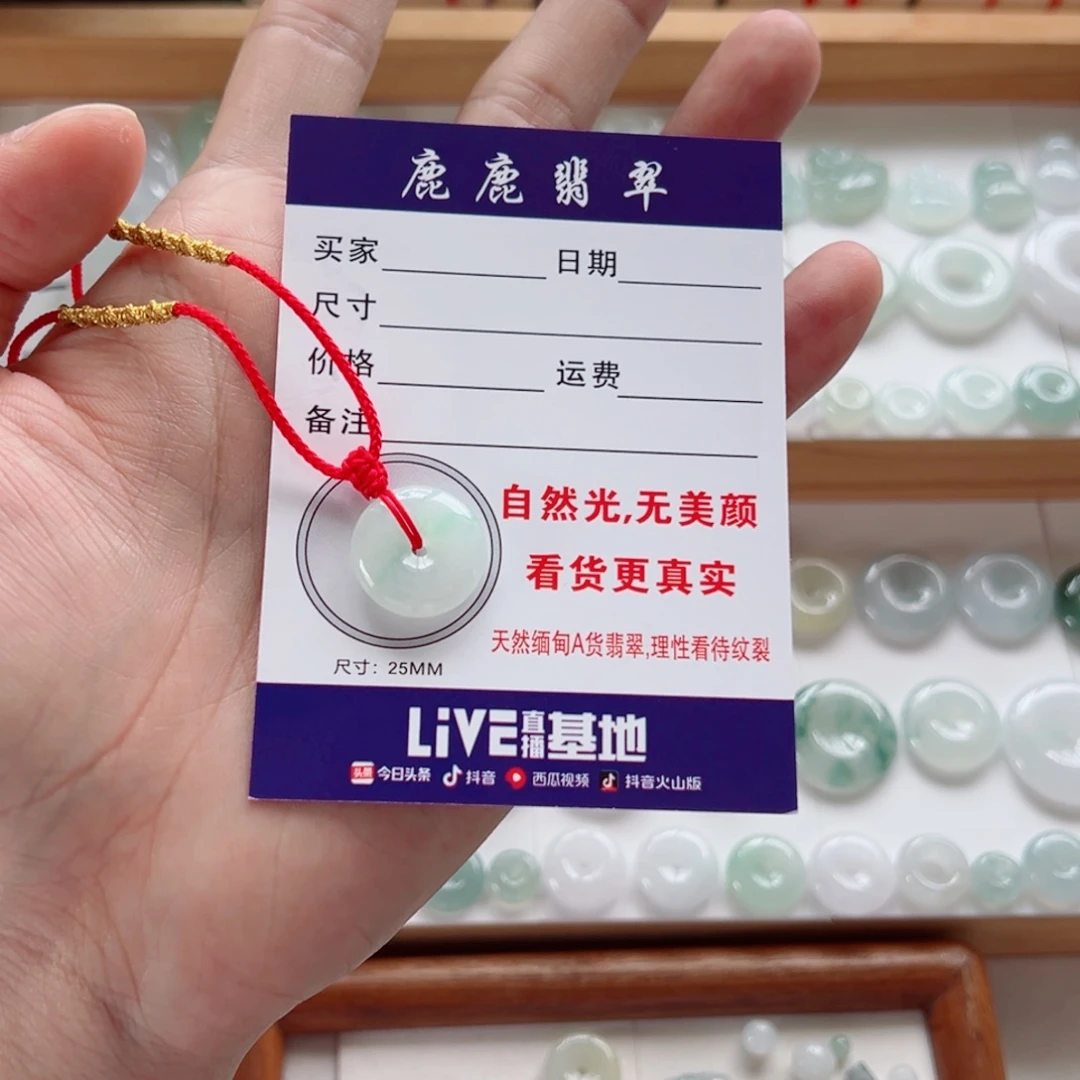 鹿鹿翡翠
买家 日期
尺寸
价格 运费
备注
自然光,无美颜
看货更真实
天然缅甸A货翡翠,理性看待纹裂
尺寸：25MM
LiVE直播基地
头条 今日头条 抖音 西瓜视频 抖音火山版